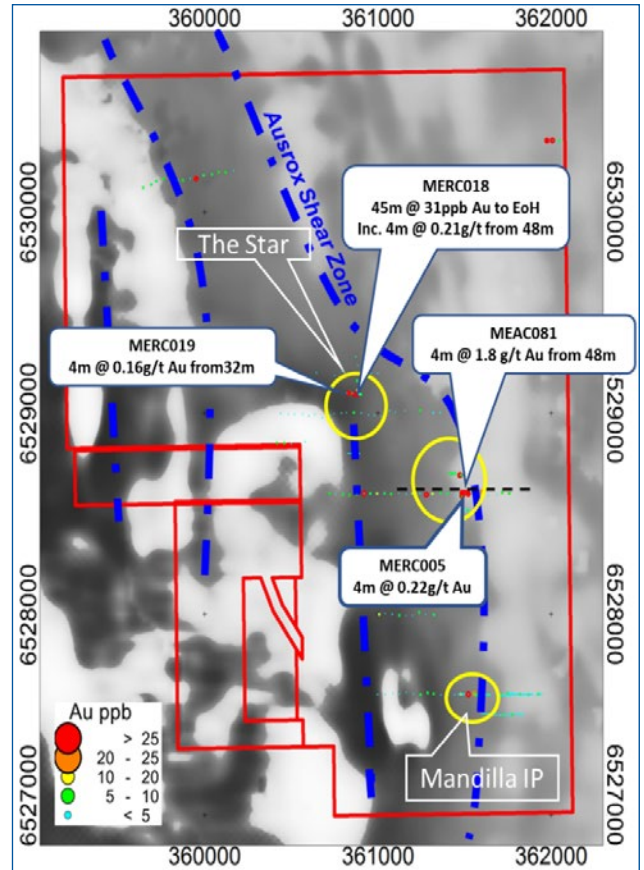 360000
361000
362000
6530000
6530000
Ausrox Shear Zone
MERC018
45m @ 31ppb Au to EoH
Inc. 4m @ 0.21g/t from 48m
The Star
MERC019
4m @ 0.16g/t Au from32m
MEAC081
4m @ 1.8 g/t Au from 48m
6529000
6529000
MERC005
4m @ 0.22g/t Au
6528000
6528000
Mandilla IP
Au ppb
> 25
20 - 25
10 - 20
5 - 10
< 5
6527000
6527000
360000
361000
362000